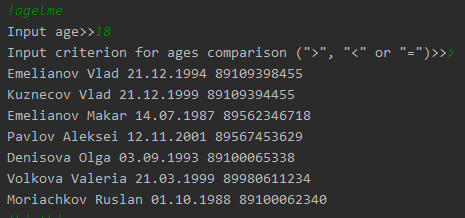 !agelme
Input age>>18
Input criterion for ages comparison (">", "<" or "=")>>>
Emelianov Vlad 21.12.1994 89109398455
Kuznecov Vlad 21.12.1999 89109394455
Emelianov Makar 14.07.1987 89562346718
Pavlov Aleksei 12.11.2001 89567453629
Denisova Olga 03.09.1993 89100065338
Volkova Valeria 21.03.1999 89980611234
Moriachkov Ruslan 01.10.1988 89100062340